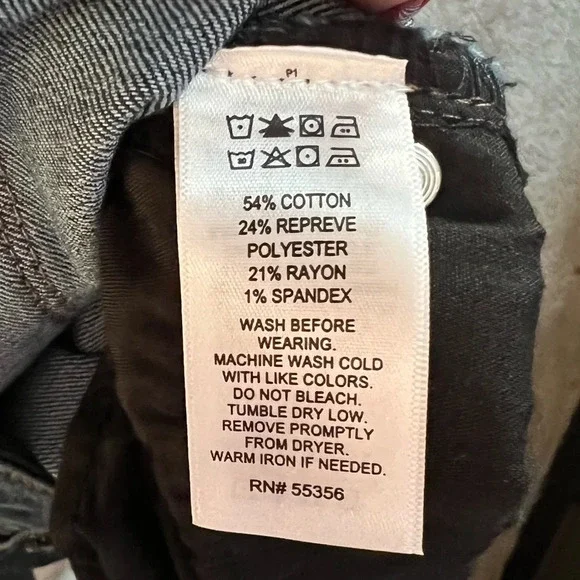 P1
54% COTTON
24% REPREVE
POLYESTER
21% RAYON
1% SPANDEX
WASH BEFORE
WEARING.
MACHINE WASH COLD
WITH LIKE COLORS.
DO NOT BLEACH.
TUMBLE DRY LOW.
REMOVE PROMPTLY
FROM DRYER.
WARM IRON IF NEEDED.
RN# 55356